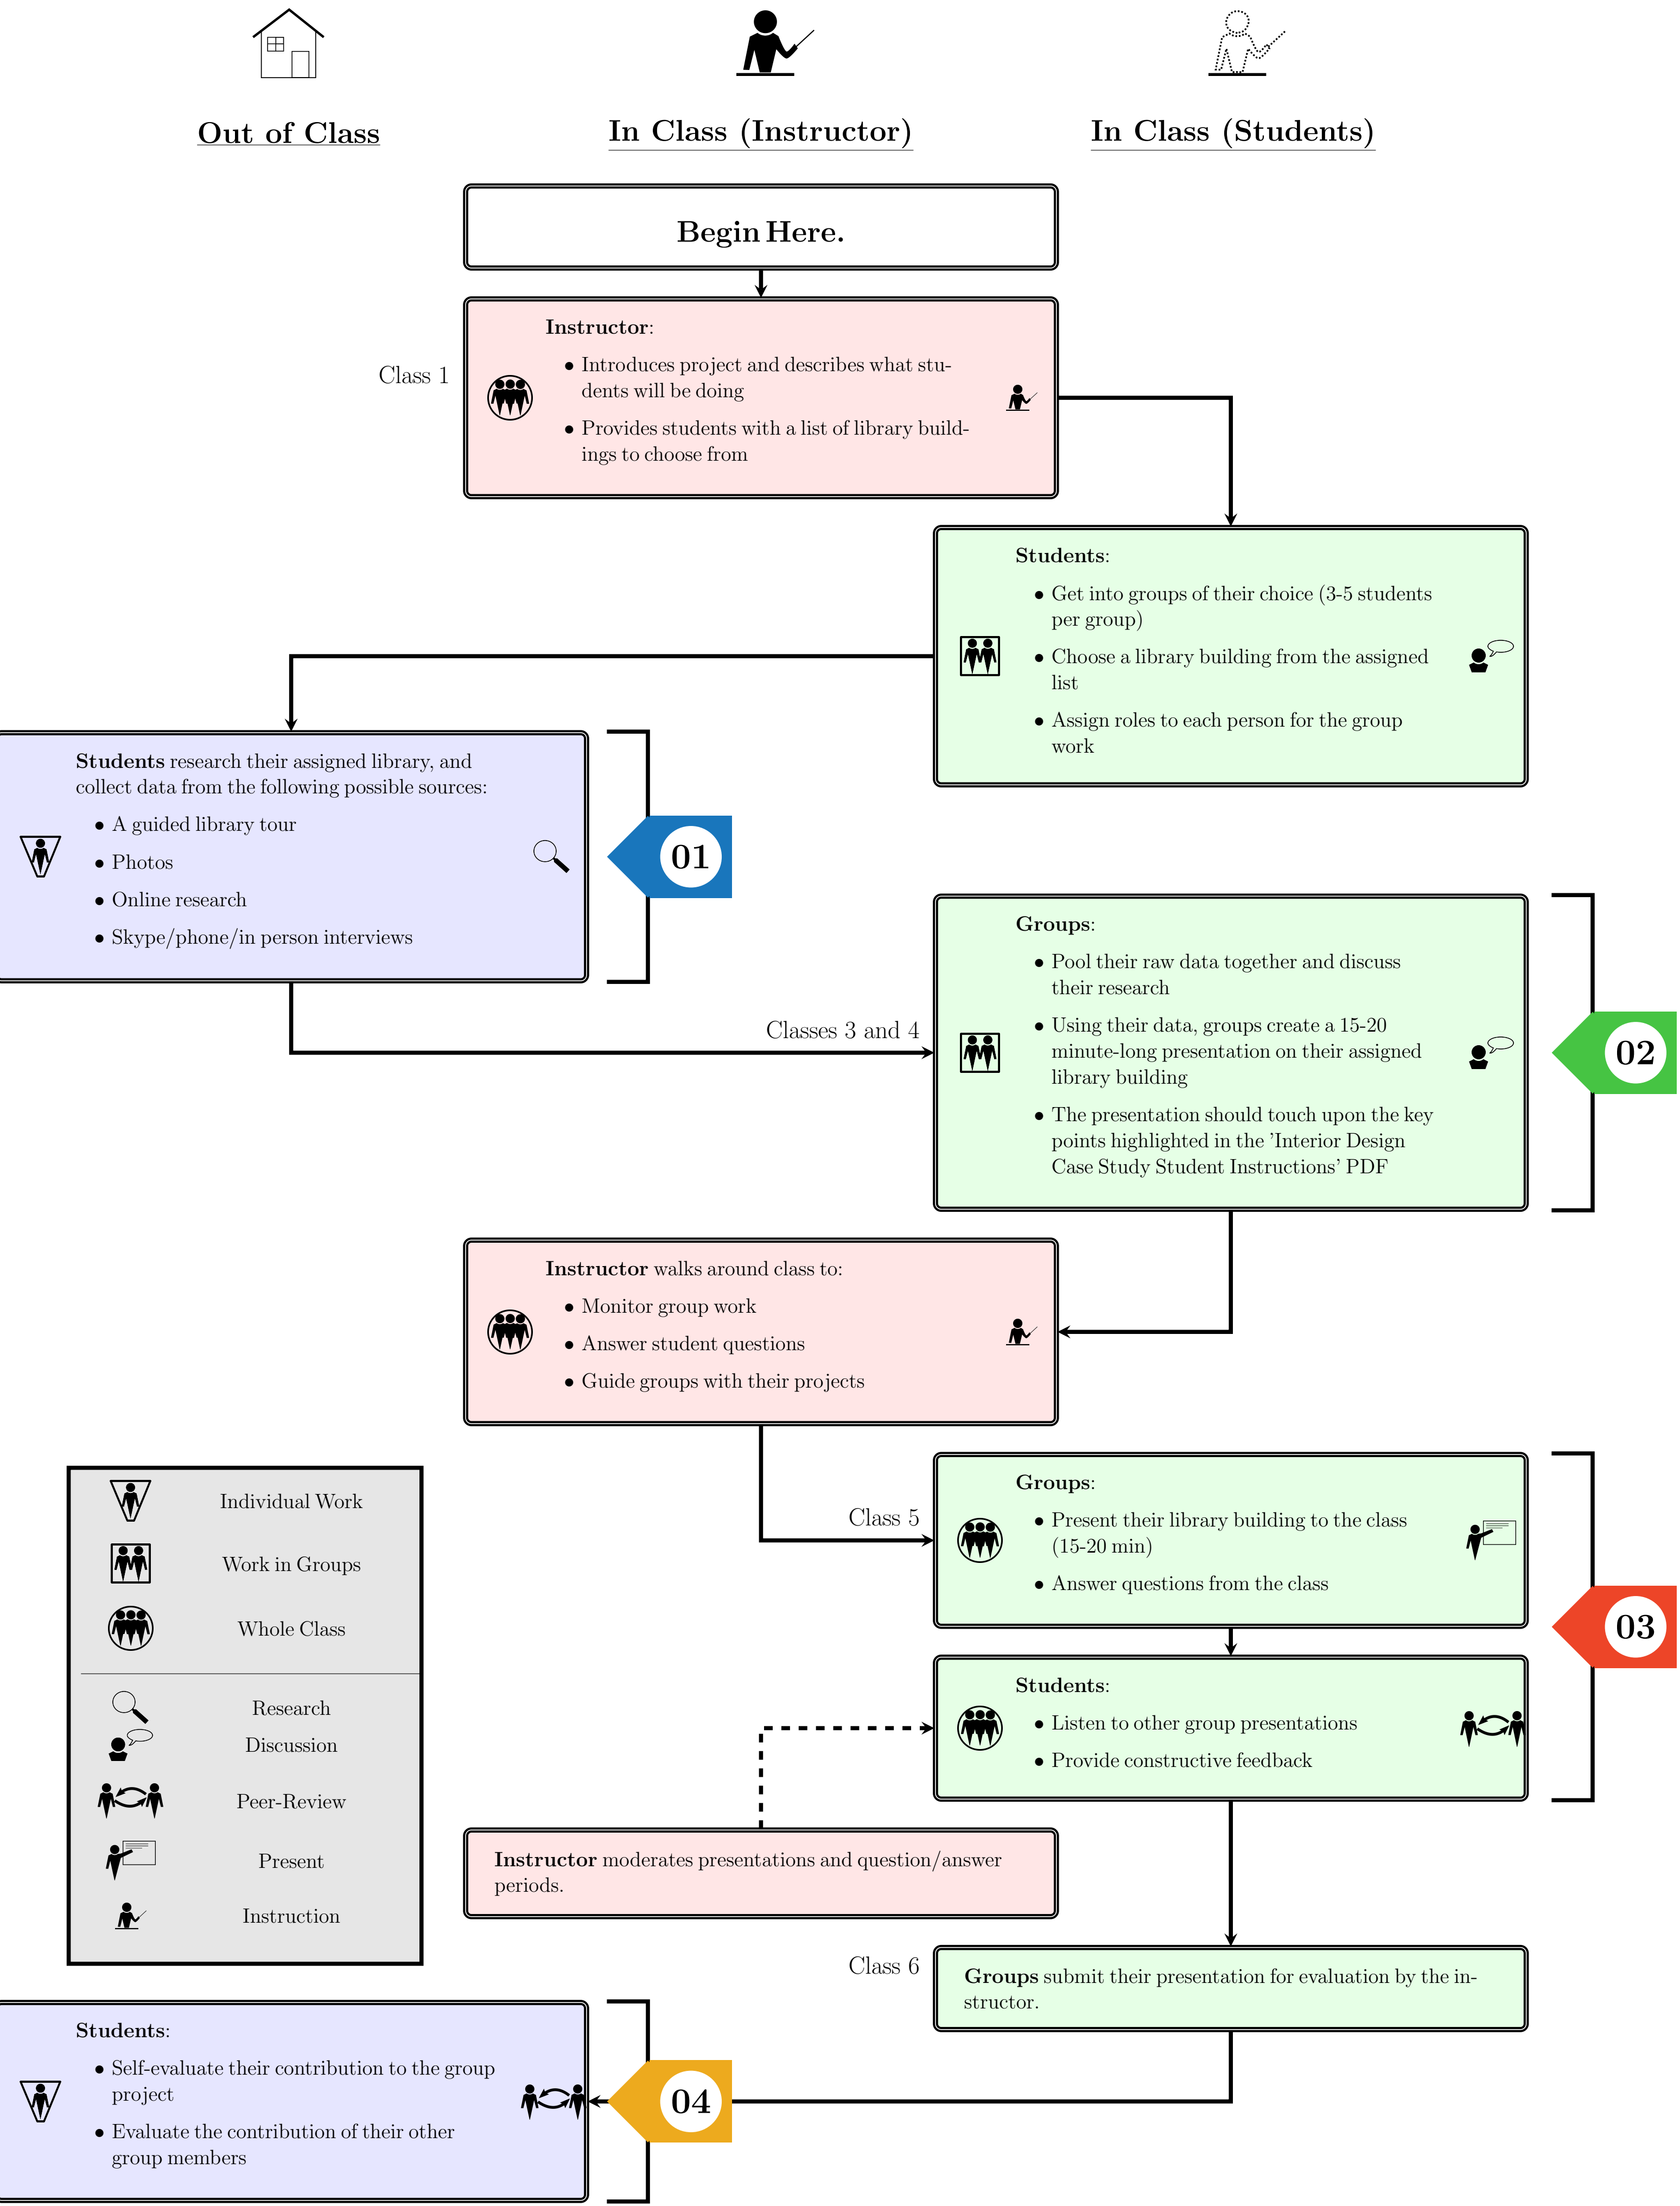 Out of Class
In Class (Instructor)
In Class (Students)
Begin Here.
Class 1
Instructor:
• Introduces project and describes what stu-
dents will be doing
• Provides students with a list of library build-
ings to choose from
Students:
• Get into groups of their choice (3-5 students
per group)
• Choose a library building from the assigned
list
• Assign roles to each person for the group
work
Students research their assigned library, and
collect data from the following possible sources:
• A guided library tour
• Photos
• Online research
• Skype/phone/in person interviews
01
Classes 3 and 4
Groups:
• Pool their raw data together and discuss
their research
• Using their data, groups create a 15-20
minute-long presentation on their assigned
library building
• The presentation should touch upon the key
points highlighted in the ’Interior Design
Case Study Student Instructions’ PDF
02
Instructor walks around class to:
• Monitor group work
• Answer student questions
• Guide groups with their projects
Class 5
Groups:
• Present their library building to the class
(15-20 min)
• Answer questions from the class
03
Students:
• Listen to other group presentations
• Provide constructive feedback
Instructor moderates presentations and question/answer
periods.
Individual Work
Work in Groups
Whole Class
Research
Discussion
Peer-Review
Present
Instruction
Class 6
Groups submit their presentation for evaluation by the in-
structor.
Students:
• Self-evaluate their contribution to the group
project
• Evaluate the contribution of their other
group members
04